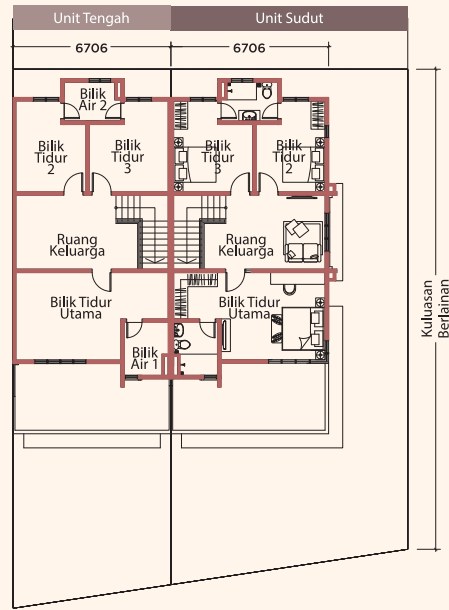 Unit Tengah
Unit Sudut
6706
6706
Bilik
Air 2
Bilik
Tidur
2
Bilik
Tidur
3
Bilik
Tidur
3
Bilik
Tidur
2
Ruang
Keluarga
Ruang
Keluarga
Bilik Tidur
Utama
Bilik Tidur
Utama
Bilik
Air 1
Keluasan
Berlainan